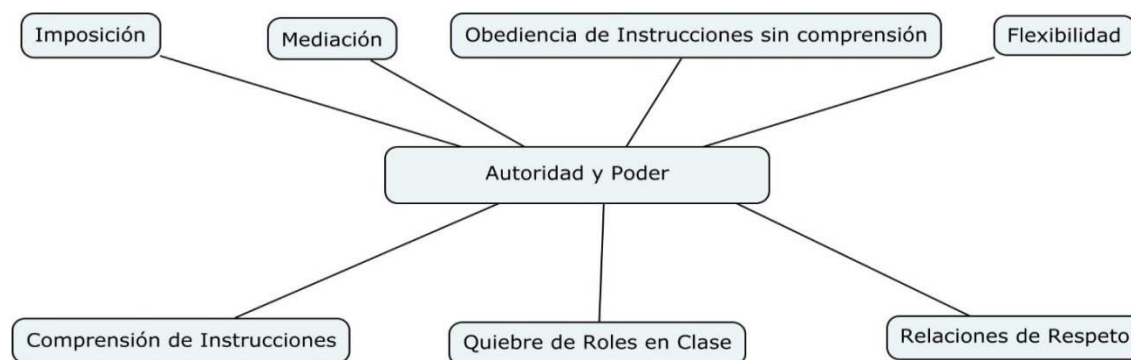 Imposición
Mediación
Obediencia de Instrucciones sin comprensión
Flexibilidad
Autoridad y Poder
Comprensión de Instrucciones
Quiebre de Roles en Clase
Relaciones de Respeto